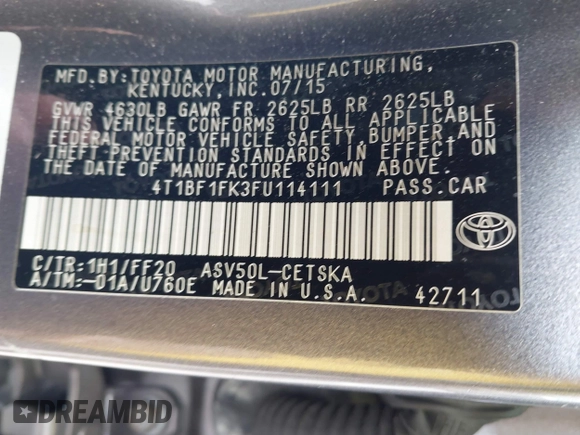 MFD.BY:TOYOTA MOTOR MANUFACTURING,
KENTUCKY, INC.07/15
GVWR 4630LB GAWR FR 2625LB RR 2625LB
THIS VEHICLE CONFORMS TO ALL APPLICABLE
FEDERAL MOTOR VEHICLE SAFETY, BUMPER,AND
THEFT PREVENTION STANDARDS IN EFFECT ON
THE DATE OF MANUFACTURE SHOWN ABOVE.
4T1BF1FK3FU114111 PASS.CAR
C/TR:1H1/FF20 ASV50L-CETSKA
A/TM:-01A/U760E MADE IN U.S.A. 42711
DREAMBID